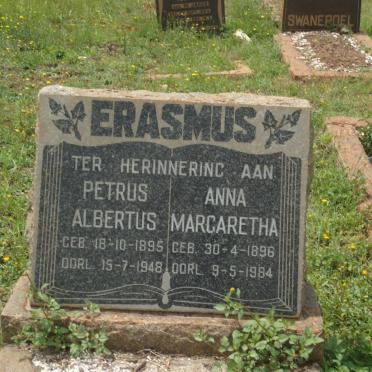 SWANEPOEL
ERASMUS
TER HERINNERING AAN
PETRUS
ALBERTUS
GEB. 18-10-1895
OORL. 15-7-1948
ANNA
MARGARETHA
GEB. 30-4-1896
OORL. 9-5-1984